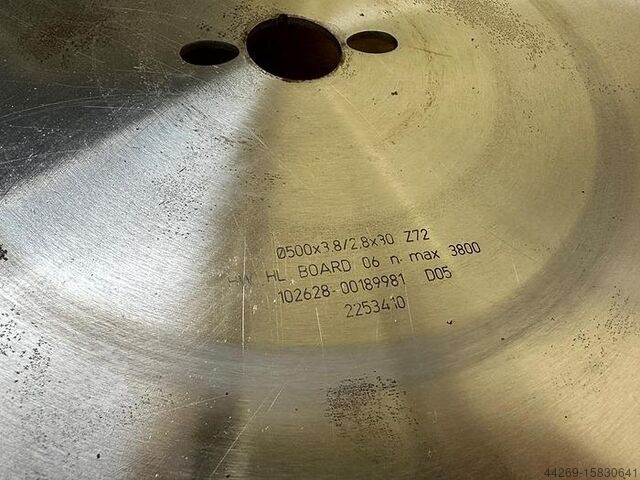 Ø500x3.8/2.8x30 Z72
HW HL BOARD 06 n. max 3800
102628-00189981 D05
2253410
44269-15830641